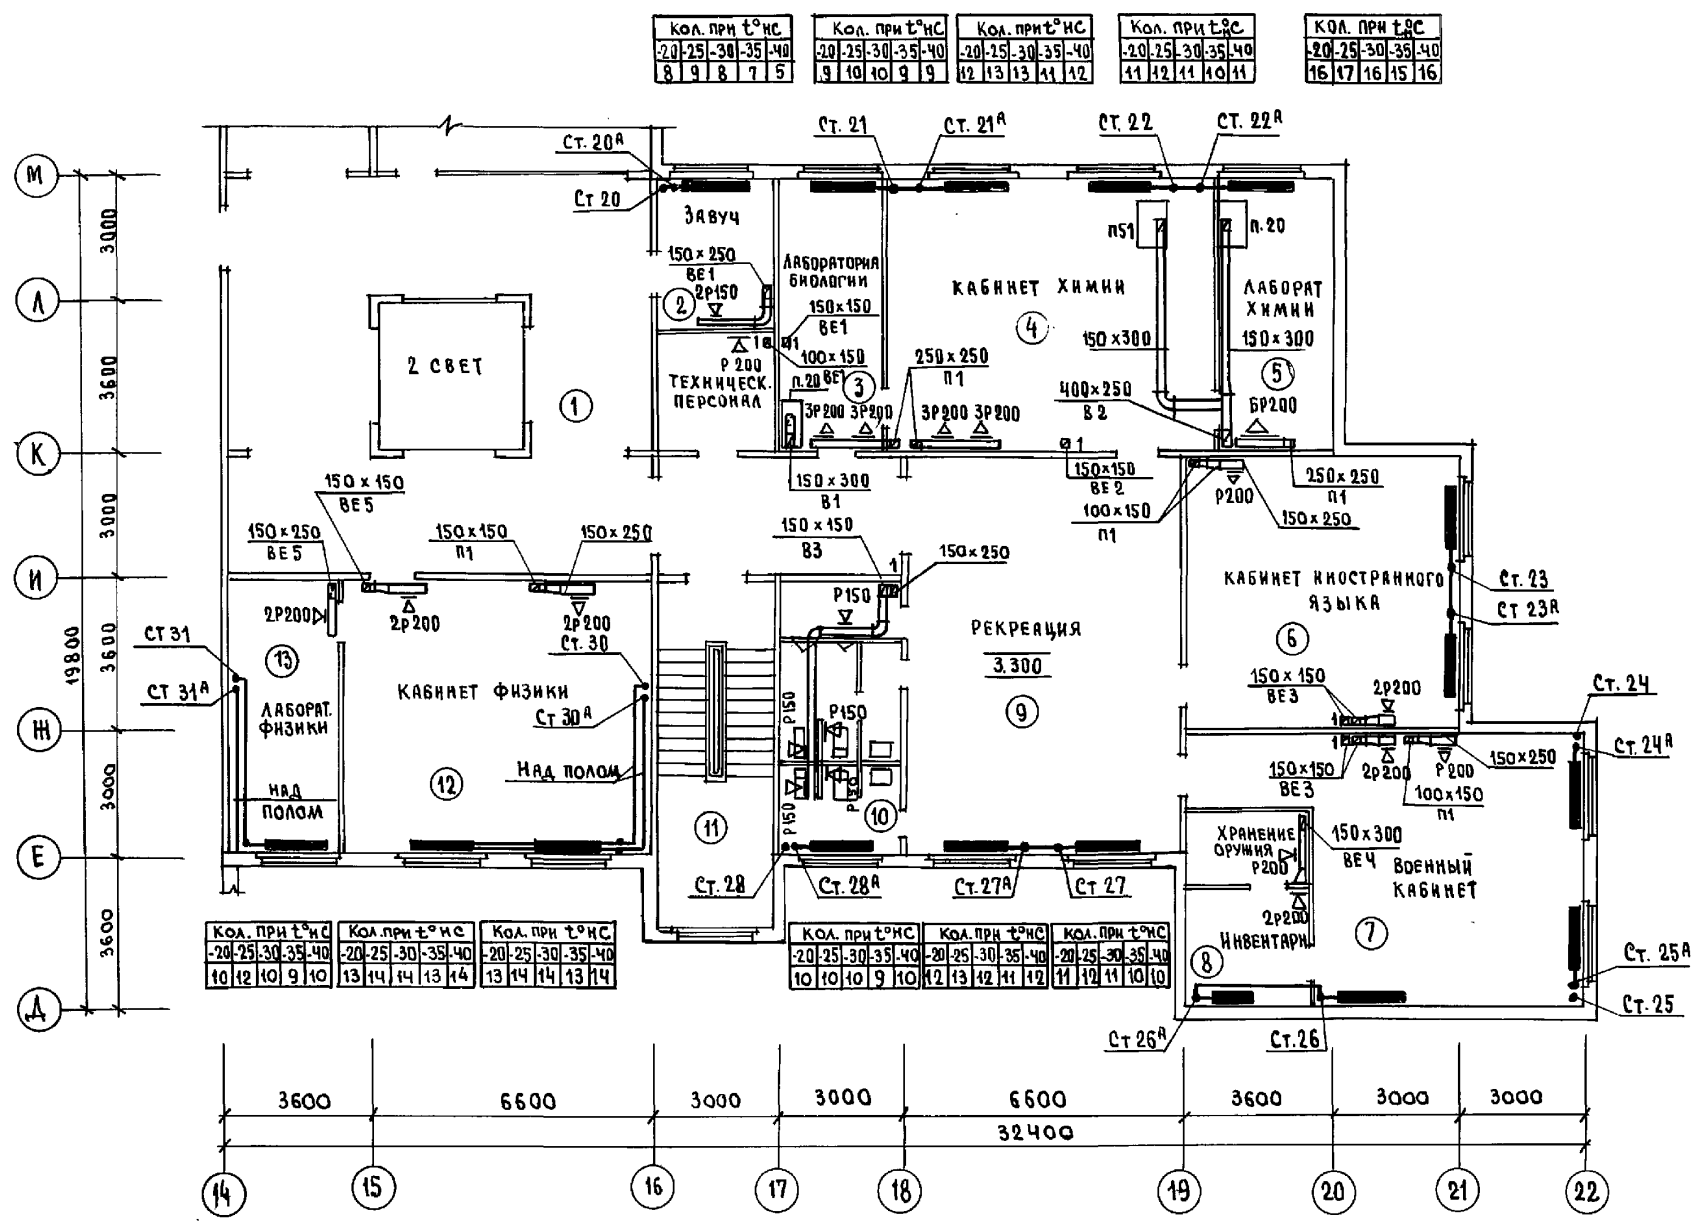 Кол. при t°нС
-20 -25 -30 -35 -40
8 9 8 7 5
Кол. при t°нС
-20 -25 -30 -35 -40
9 10 10 9 9
Кол. при t°нС
-20 -25 -30 -35 -40
12 13 13 11 12
Кол. при t°нС
-20 -25 -30 -35 -40
11 12 11 10 11
Кол. при t°нС
-20 -25 -30 -35 -40
16 17 16 15 16
Ст. 20А
Ст 20
Ст. 21
Ст. 21А
Ст. 22
Ст. 22А
М
Л
К
И
Ж
Е
Д
3000
3600
3000
3600
3000
3600
19800
Завуч
150×250
ВЕ1
2
2Р150
Лаборатория
биологии
150×150
ВЕ1
1
1
100×150
ВЕ1
Р 200
Техническ.
персонал
п.20
3
3Р200 3Р200
150×300
В1
Кабинет химии
4
250×250
П1
3Р200 3Р200
П51
п.20
150×300
400×250
В2
Лаборат
химии
150×300
5
БР200
1
150×150
ВЕ2
100×150
П1
Р200
250×250
П1
150×250
2 свет
1
150×150
ВЕ5
150×250
ВЕ5
150×150
П1
150×250
2Р200
2Р200
2Р200
150×150
В3
1
150×250
Р150
Рекреация
3.300
9
Кабинет иностранного
языка
6
Ст. 23
Ст 23А
150×150
ВЕ3
1
2Р200
Ст. 24
Ст. 24А
1
150×150
ВЕ3
2Р200
Р200
150×250
100×150
П1
Ст 31
Ст 31А
13
Лаборат.
физики
Над
полом
Кабинет физики
12
Ст. 30
Ст 30А
Над полом
11
Р150
Р150
Р150
Р150
10
Хранение
оружия
Р200
150×300
ВЕ4
2Р200
Инвентарн
8
Военный
кабинет
7
Ст. 28
Ст. 28А
Ст. 27А
Ст. 27
Ст. 25А
Ст. 25
Ст 26А
Ст. 26
Кол. при t°нС
-20 -25 -30 -35 -40
10 12 10 9 10
Кол. при t°нС
-20 -25 -30 -35 -40
13 14 14 13 14
Кол. при t°нС
-20 -25 -30 -35 -40
13 14 14 13 14
Кол. при t°нС
-20 -25 -30 -35 -40
10 10 10 9 10
Кол. при t°нС
-20 -25 -30 -35 -40
12 13 12 11 12
Кол. при t°нС
-20 -25 -30 -35 -40
11 12 11 10 10
3600 6600 3000 3000 6600 3600 3000 3000
32400
14 15 16 17 18 19 20 21 22